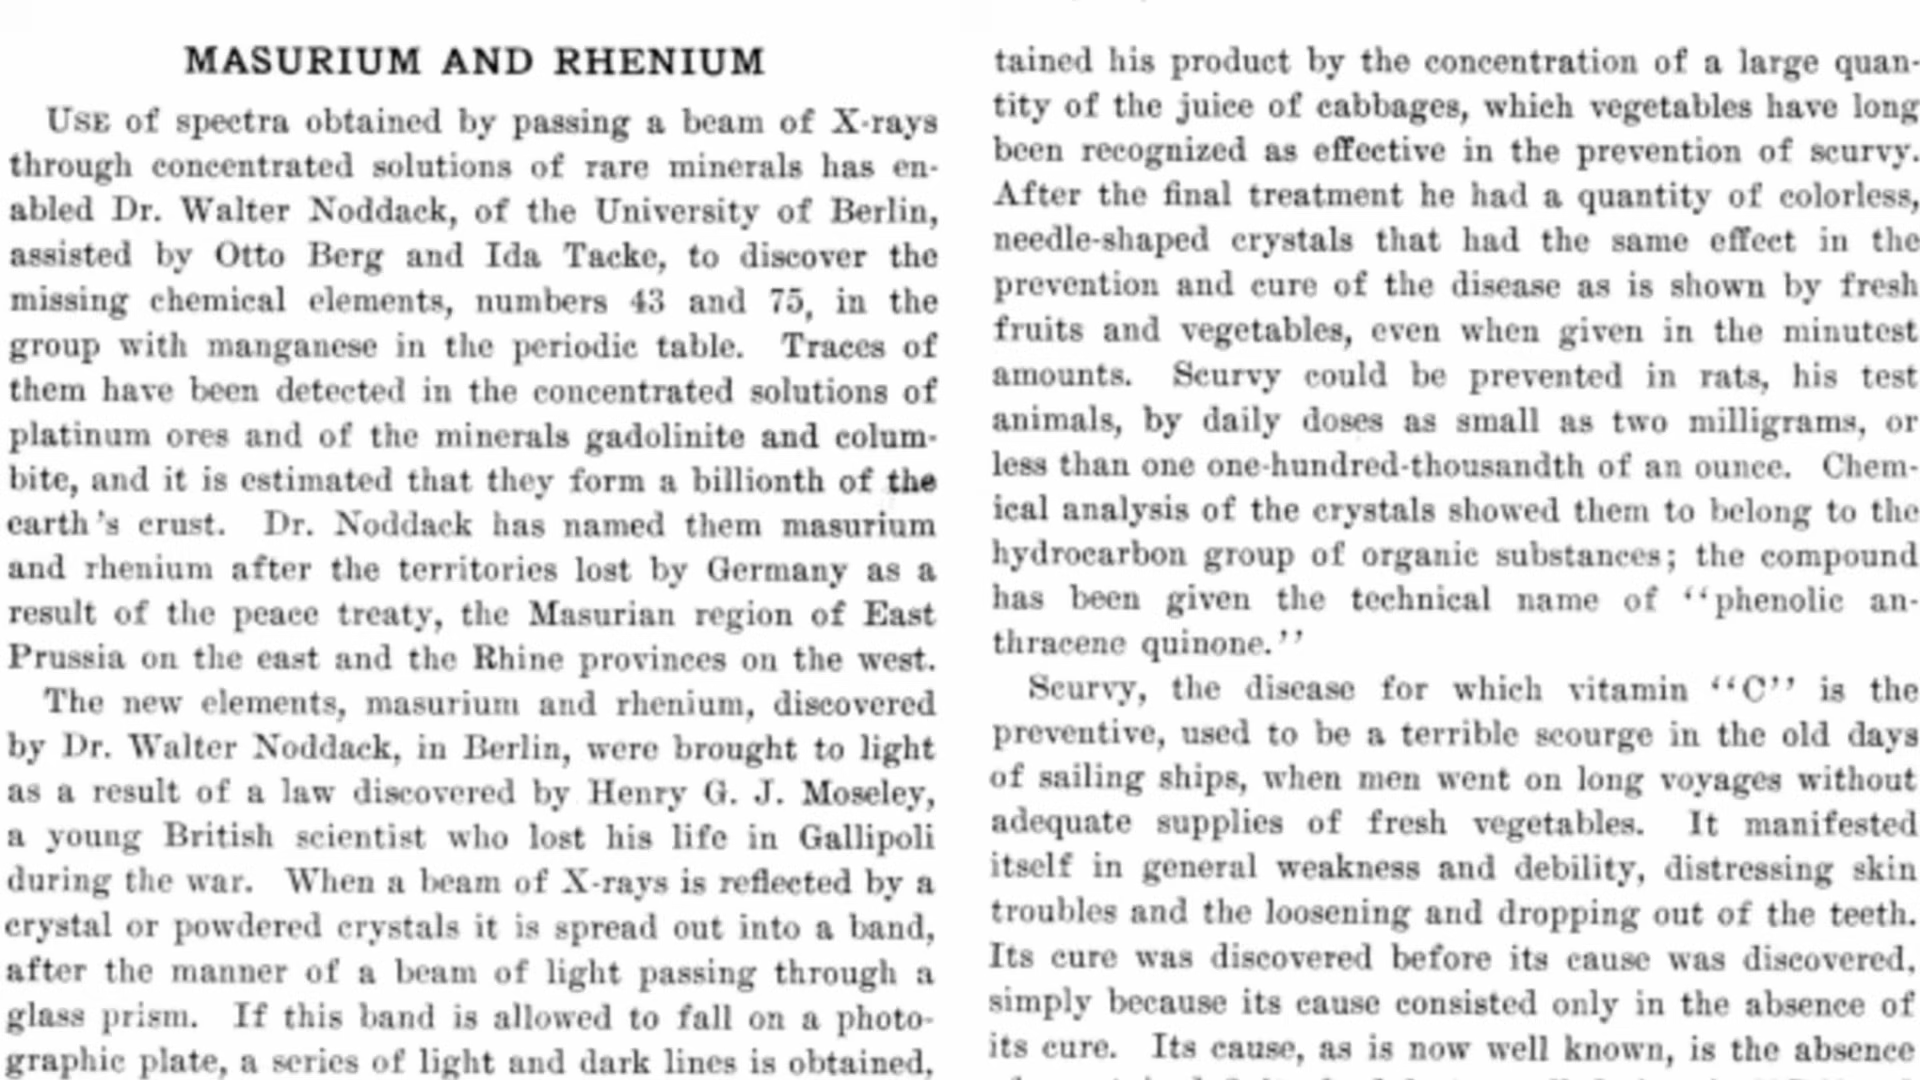 MASURIUM AND RHENIUM
USE of spectra obtained by passing a beam of X-rays
through concentrated solutions of rare minerals has en-
abled Dr. Walter Noddack, of the University of Berlin,
assisted by Otto Berg and Ida Tacke, to discover the
missing chemical elements, numbers 43 and 75, in the
group with manganese in the periodic table. Traces of
them have been detected in the concentrated solutions of
platinum ores and of the minerals gadolinite and colum-
bite, and it is estimated that they form a billionth of the
earth's crust. Dr. Noddack has named them masurium
and rhenium after the territories lost by Germany as a
result of the peace treaty, the Masurian region of East
Prussia on the east and the Rhine provinces on the west.
The new elements, masurium and rhenium, discovered
by Dr. Walter Noddack, in Berlin, were brought to light
as a result of a law discovered by Henry G. J. Moseley,
a young British scientist who lost his life in Gallipoli
during the war. When a beam of X-rays is reflected by a
crystal or powdered crystals it is spread out into a band,
after the manner of a beam of light passing through a
glass prism. If this band is allowed to fall on a photo-
graphic plate, a series of light and dark lines is obtained,
tained his product by the concentration of a large quan-
tity of the juice of cabbages, which vegetables have long
been recognized as effective in the prevention of scurvy.
After the final treatment he had a quantity of colorless,
needle-shaped crystals that had the same effect in the
prevention and cure of the disease as is shown by fresh
fruits and vegetables, even when given in the minutest
amounts. Scurvy could be prevented in rats, his test
animals, by daily doses as small as two milligrams, or
less than one one-hundred-thousandth of an ounce. Chem-
ical analysis of the crystals showed them to belong to the
hydrocarbon group of organic substances; the compound
has been given the technical name of "phenolic an-
thracene quinone."
Scurvy, the disease for which vitamin "C" is the
preventive, used to be a terrible scourge in the old days
of sailing ships, when men went on long voyages without
adequate supplies of fresh vegetables. It manifested
itself in general weakness and debility, distressing skin
troubles and the loosening and dropping out of the teeth.
Its cure was discovered before its cause was discovered,
simply because its cause consisted only in the absence of
its cure. Its cause, as is now well known, is the absence